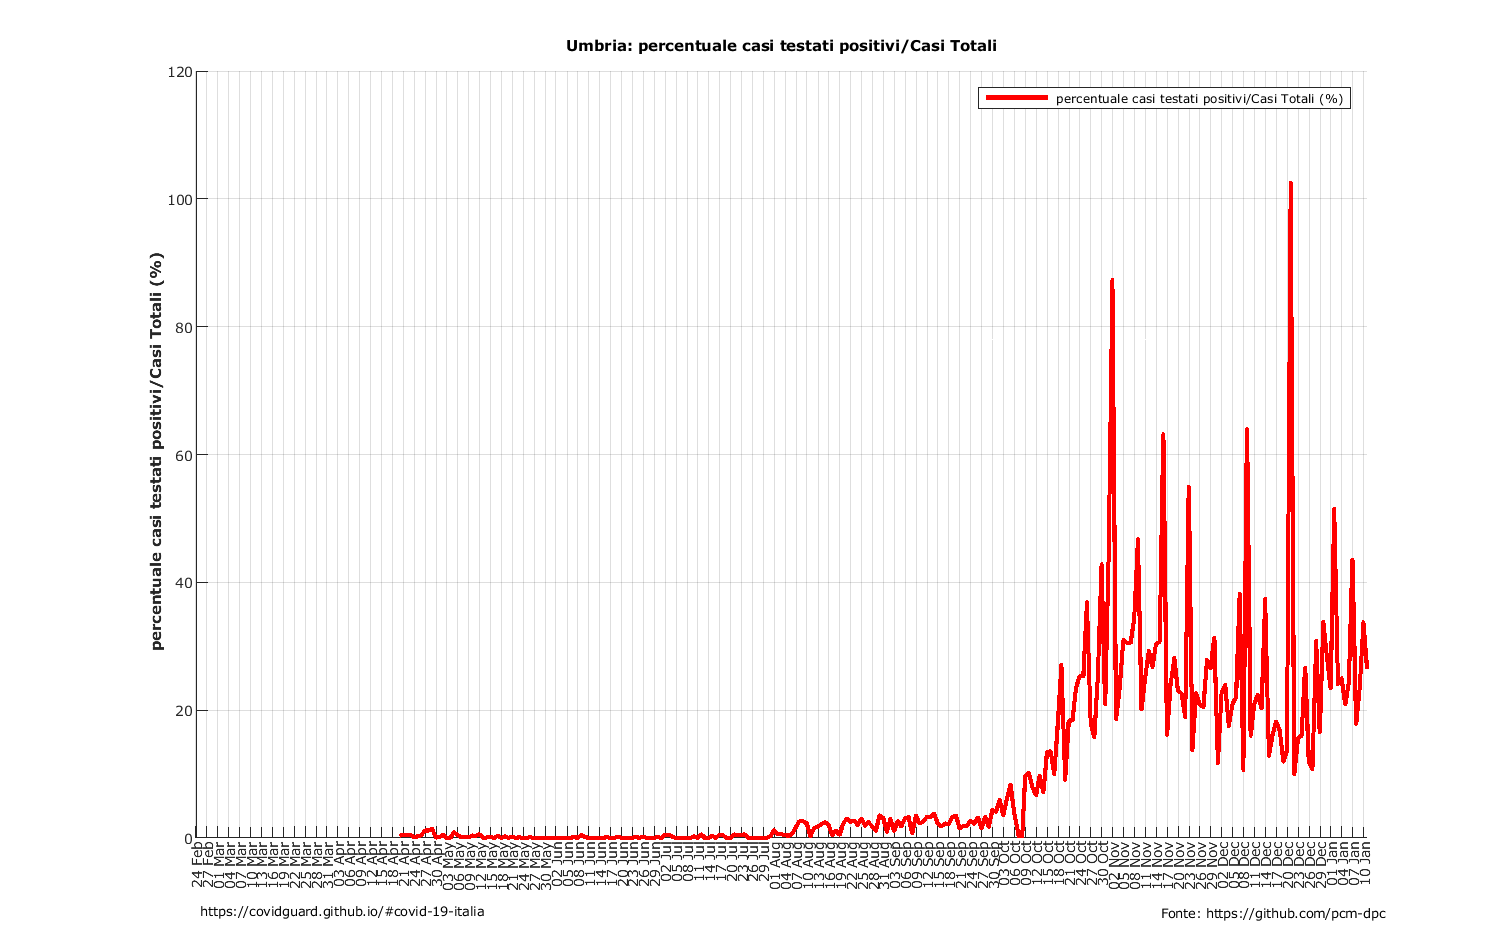 Umbria: percentuale casi testati positivi/Casi Totali
percentuale casi testati positivi/Casi Totali (%)
percentuale casi testati positivi/Casi Totali (%)
120
100
80
60
40
20
0
24 Feb
27 Feb
01 Mar
04 Mar
07 Mar
10 Mar
13 Mar
16 Mar
19 Mar
22 Mar
25 Mar
28 Mar
31 Mar
03 Apr
06 Apr
09 Apr
12 Apr
15 Apr
18 Apr
21 Apr
24 Apr
27 Apr
30 Apr
03 May
06 May
09 May
12 May
15 May
18 May
21 May
24 May
27 May
30 May
02 Jun
05 Jun
08 Jun
11 Jun
14 Jun
17 Jun
20 Jun
23 Jun
26 Jun
29 Jun
02 Jul
05 Jul
08 Jul
11 Jul
14 Jul
17 Jul
20 Jul
23 Jul
26 Jul
29 Jul
01 Aug
04 Aug
07 Aug
10 Aug
13 Aug
16 Aug
19 Aug
22 Aug
25 Aug
28 Aug
31 Aug
03 Sep
06 Sep
09 Sep
12 Sep
15 Sep
18 Sep
21 Sep
24 Sep
27 Sep
30 Sep
03 Oct
06 Oct
09 Oct
12 Oct
15 Oct
18 Oct
21 Oct
24 Oct
27 Oct
30 Oct
02 Nov
05 Nov
08 Nov
11 Nov
14 Nov
17 Nov
20 Nov
23 Nov
26 Nov
29 Nov
02 Dec
05 Dec
08 Dec
11 Dec
14 Dec
17 Dec
20 Dec
23 Dec
26 Dec
29 Dec
01 Jan
04 Jan
07 Jan
10 Jan
https://covidguard.github.io/#covid-19-italia
Fonte: https://github.com/pcm-dpc